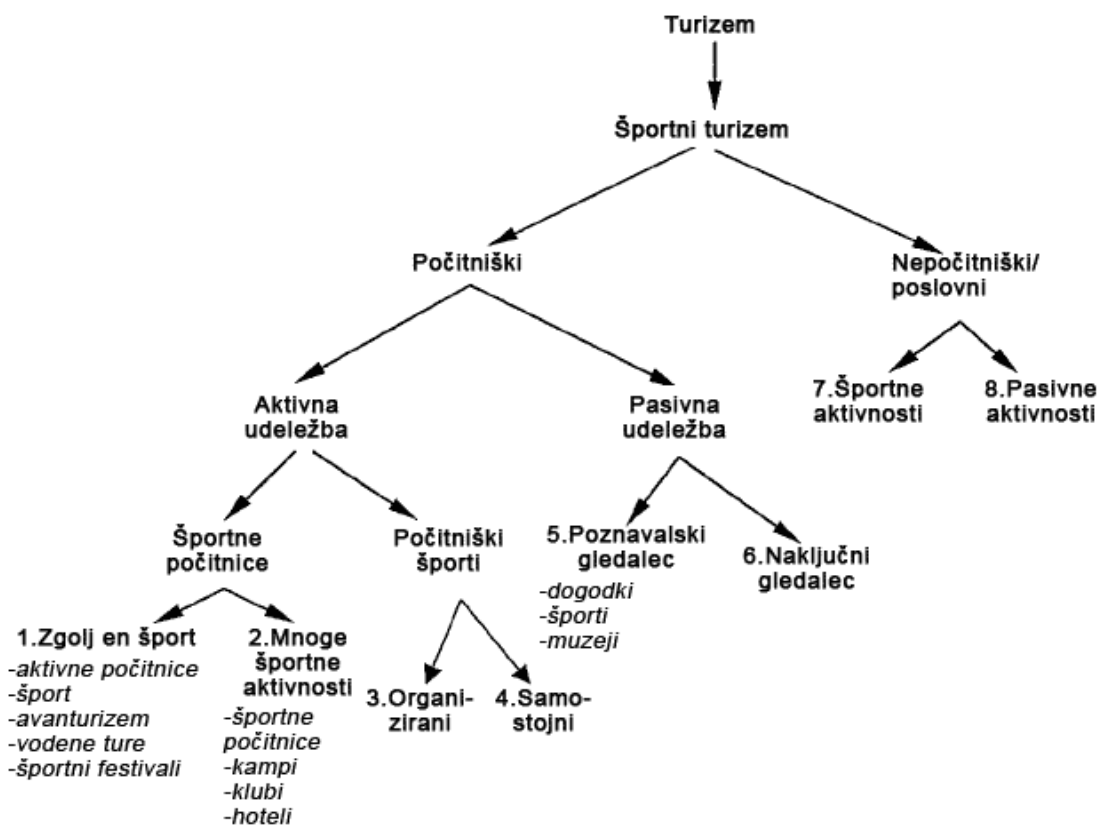 Turizem
Športni turizem
Počitniški
Nepočitniški/
poslovni
Aktivna
udeležba
Pasivna
udeležba
7.Športne
aktivnosti
8.Pasivne
aktivnosti
Športne
počitnice
Počitniški
športi
5.Poznavalski
gledalec
-dogodki
-športi
-muzeji
6.Naključni
gledalec
1.Zgolj en šport
-aktivne počitnice
-šport
-avanturizem
-vodene ture
-športni festivali
2.Mnoge
športne
aktivnosti
-športne
počitnice
-kampi
-klubi
-hoteli
3.Organi-
zirani
4.Samo-
stojni